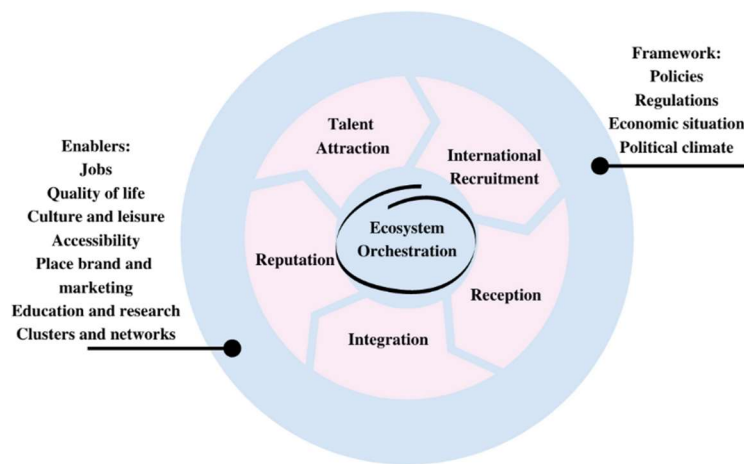 Framework:
Policies
Regulations
Economic situation
Political climate
Talent
Attraction
International
Recruitment
Enablers:
Jobs
Quality of life
Culture and leisure
Accessibility
Place brand and
marketing
Education and research
Clusters and networks
Ecosystem
Orchestration
Reputation
Reception
Integration